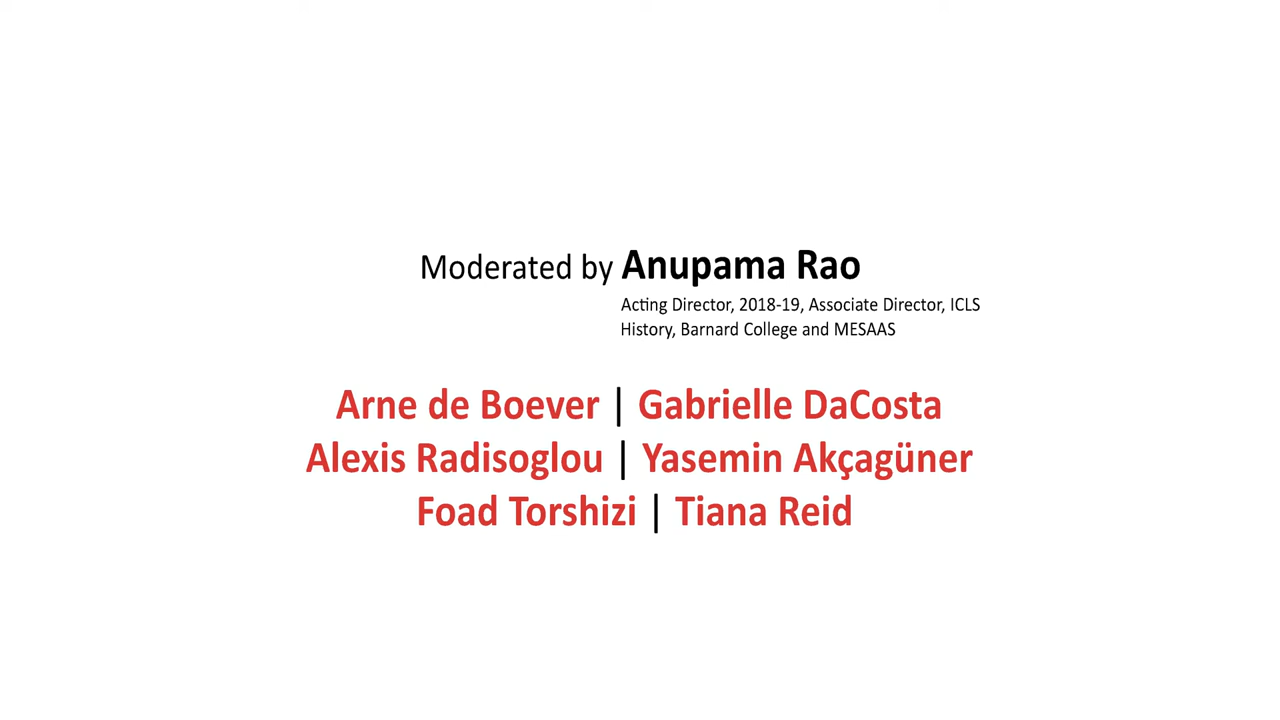 Moderated by Anupama Rao
Acting Director, 2018-19, Associate Director, ICLS
History, Barnard College and MESAAS
Arne de Boever | Gabrielle DaCosta
Alexis Radisoglou | Yasemin Akçagüner
Foad Torshizi | Tiana Reid